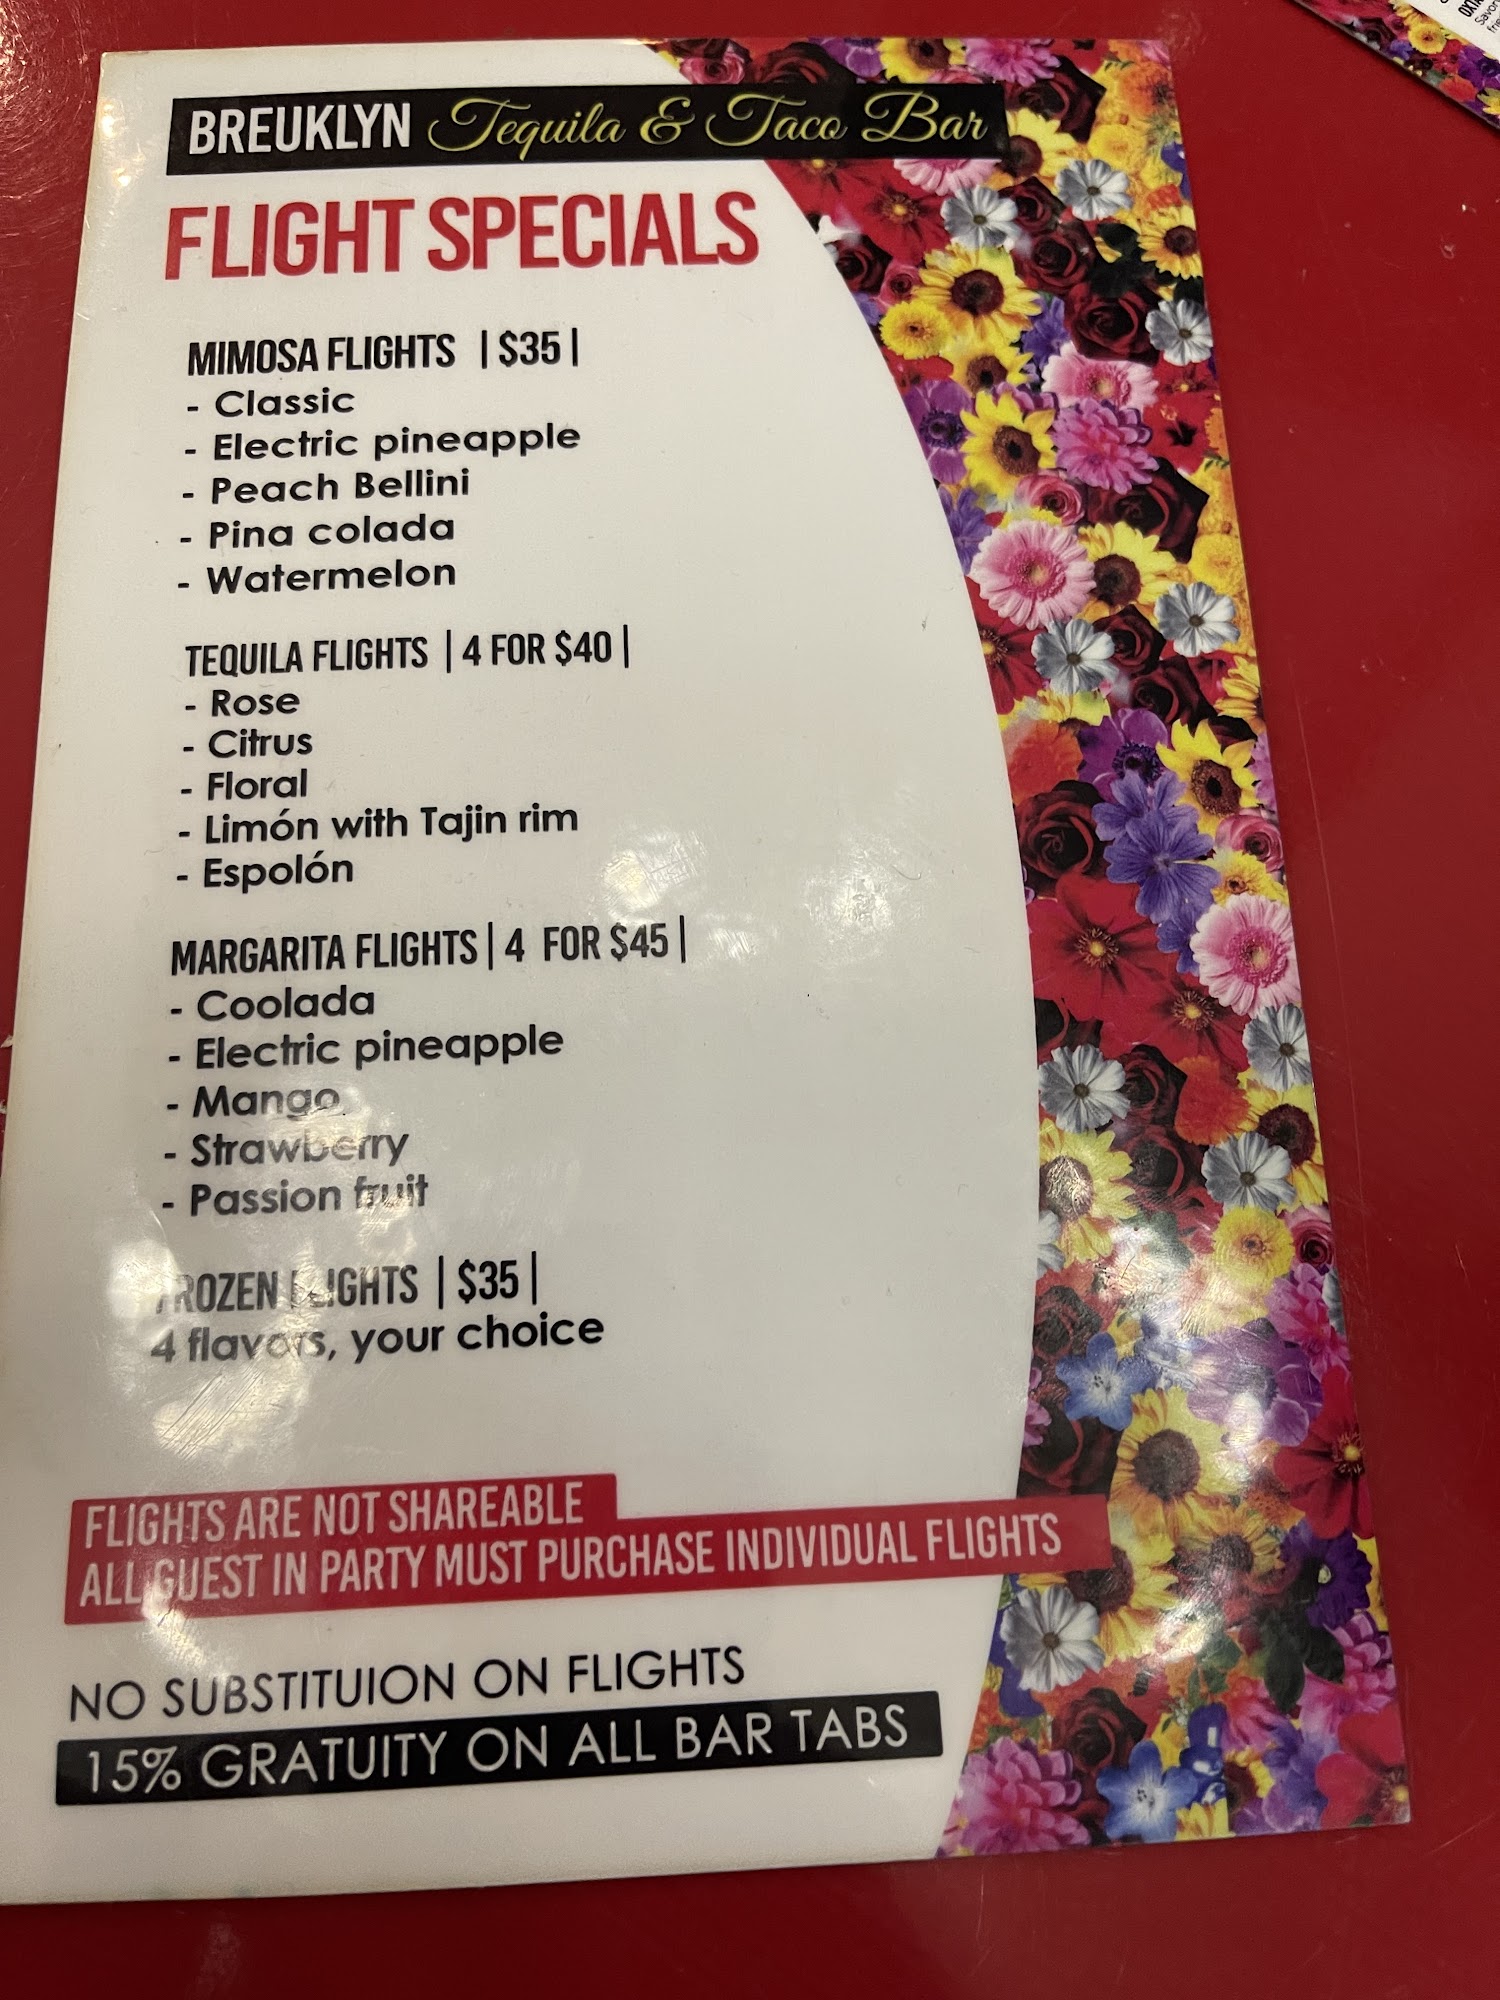 BREUKLYN Tequila & Taco Bar
FLIGHT SPECIALS
MIMOSA FLIGHTS | $35 |
- Classic
- Electric pineapple
- Peach Bellini
- Pina colada
- Watermelon
TEQUILA FLIGHTS | 4 FOR $40 |
- Rose
- Citrus
- Floral
- Limón with Tajin rim
- Espolón
MARGARITA FLIGHTS | 4 FOR $45 |
- Coolada
- Electric pineapple
- Mango
- Strawberry
- Passion fruit
FROZEN FLIGHTS | $35 |
4 flavors, your choice
FLIGHTS ARE NOT SHAREABLE
ALL GUEST IN PARTY MUST PURCHASE INDIVIDUAL FLIGHTS
NO SUBSTITUION ON FLIGHTS
15% GRATUITY ON ALL BAR TABS